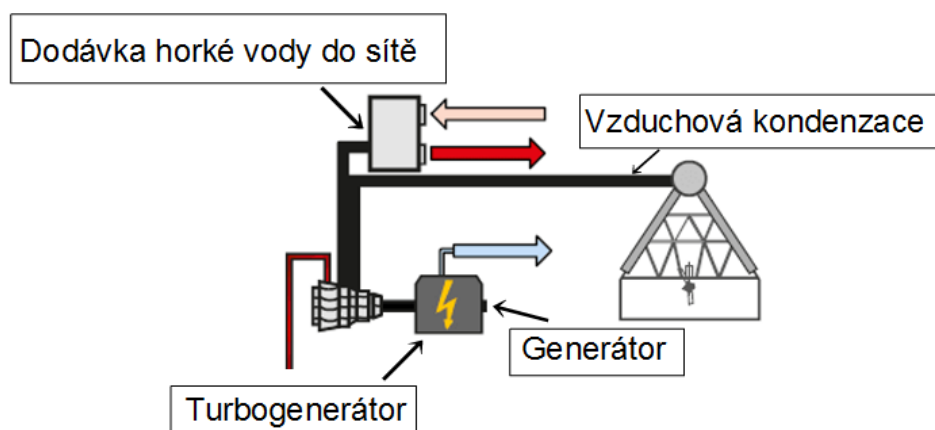 Dodávka horké vody do sítě
Vzduchová kondenzace
Generátor
Turbogenerátor